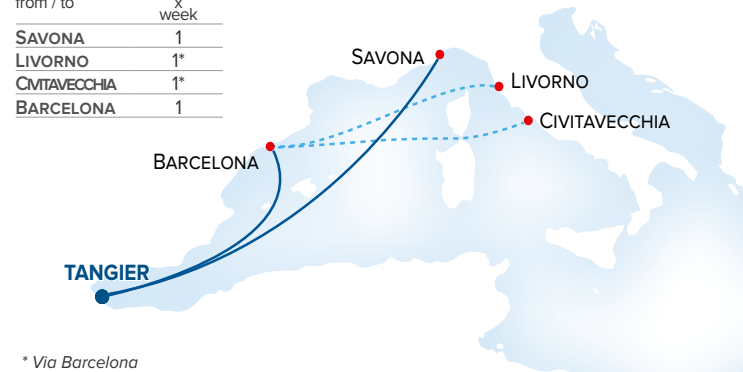 from / to x
week
SAVONA 1
LIVORNO 1*
CIVITAVECCHIA 1*
BARCELONA 1
SAVONA
LIVORNO
CIVITAVECCHIA
BARCELONA
TANGIER
* Via Barcelona